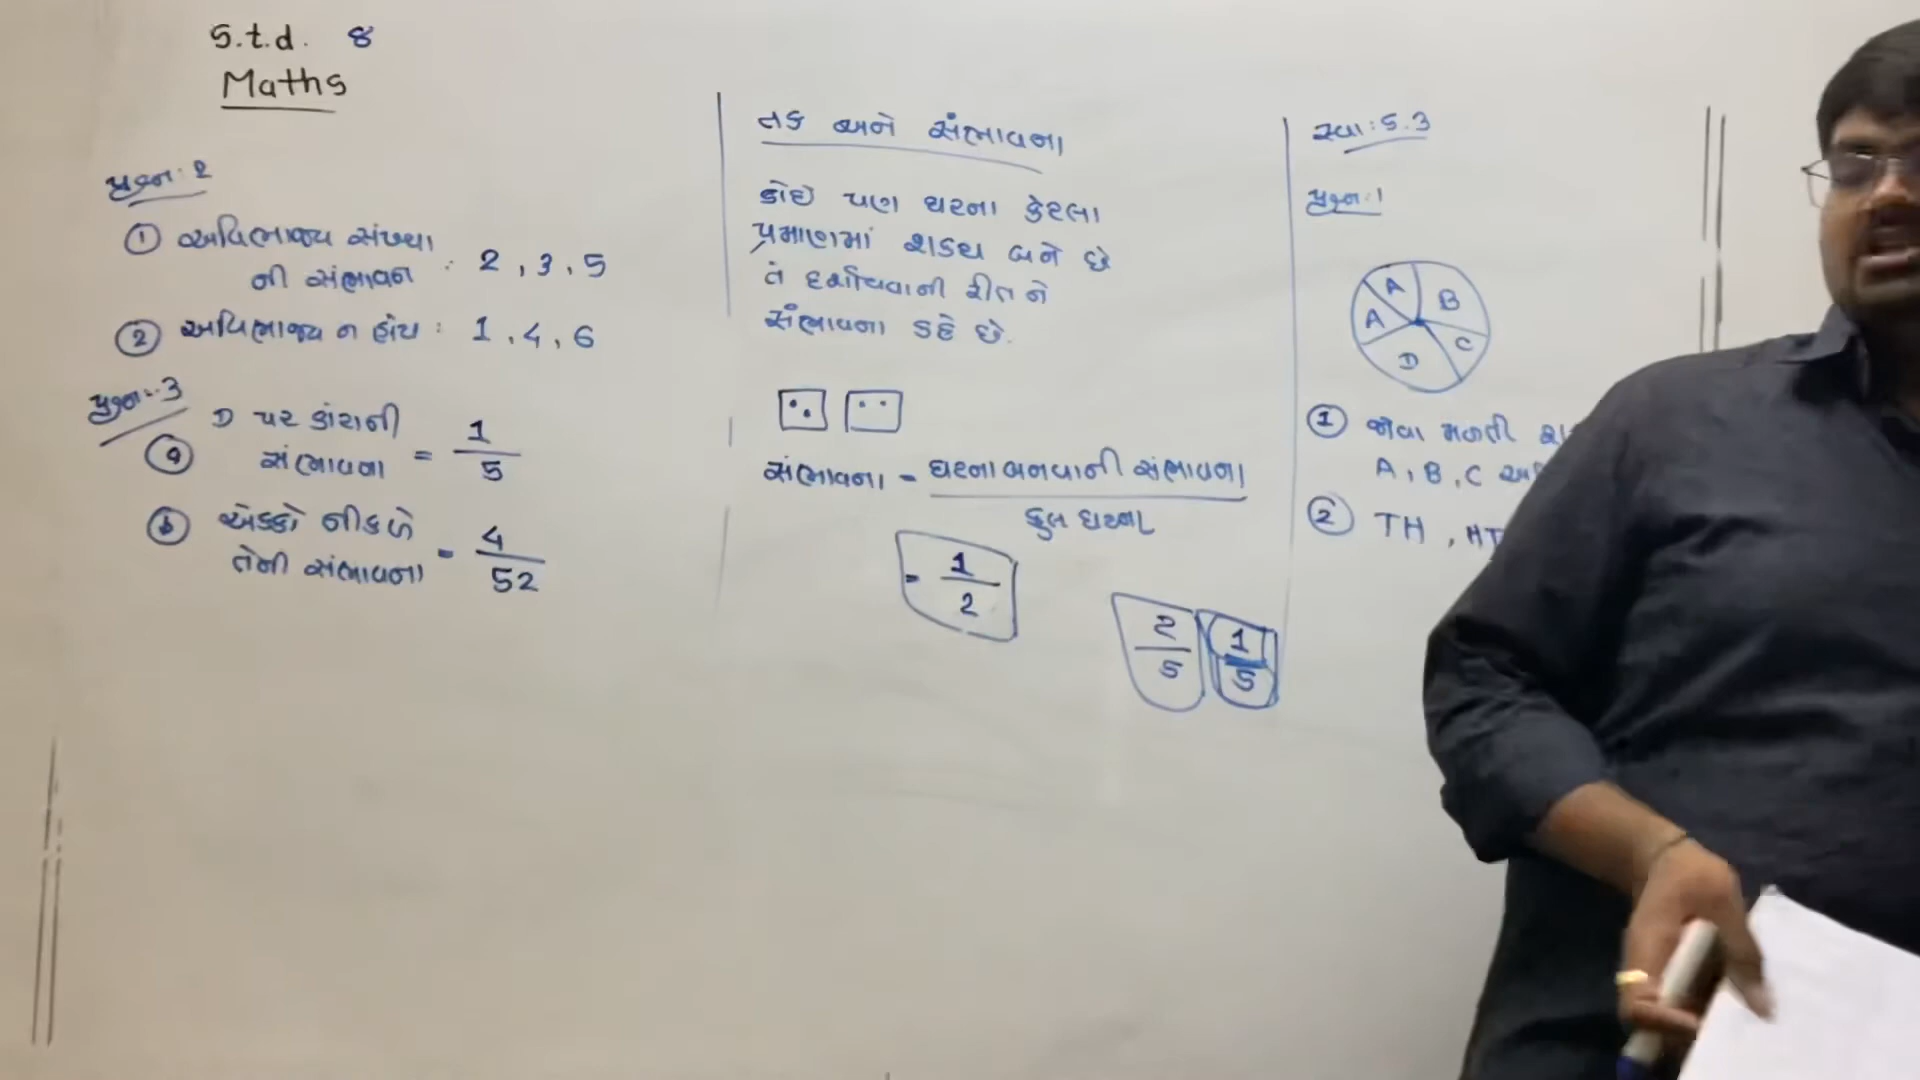 S.t.d. 8
Maths
પ્રશ્ન: 2
① અવિભાજ્ય સંખ્યા
ની સંભાવન : 2, 3, 5
② અવિભાજ્ય ન હોય : 1, 4, 6
પ્રશ્ન: 3
D પર કાંટાની
ⓐ સંભાવના = 1/5
ⓑ એક્કો નીકળે
તેની સંભાવના = 4/52
તક અને સંભાવના
કોઈ પણ ઘટના કેટલા
પ્રમાણમાં શક્ય બને છે
તે દર્શાવવાની રીત ને
સંભાવના કહે છે.
સંભાવના = ઘટના બનવાની સંભાવના / કુલ ઘટના
= 1/2
2/5 1/5
સ્વા: 5.3
પ્રશ્ન: 1
A B
A C
D
① જોવા મળતી
A, B, C
② TH, HT